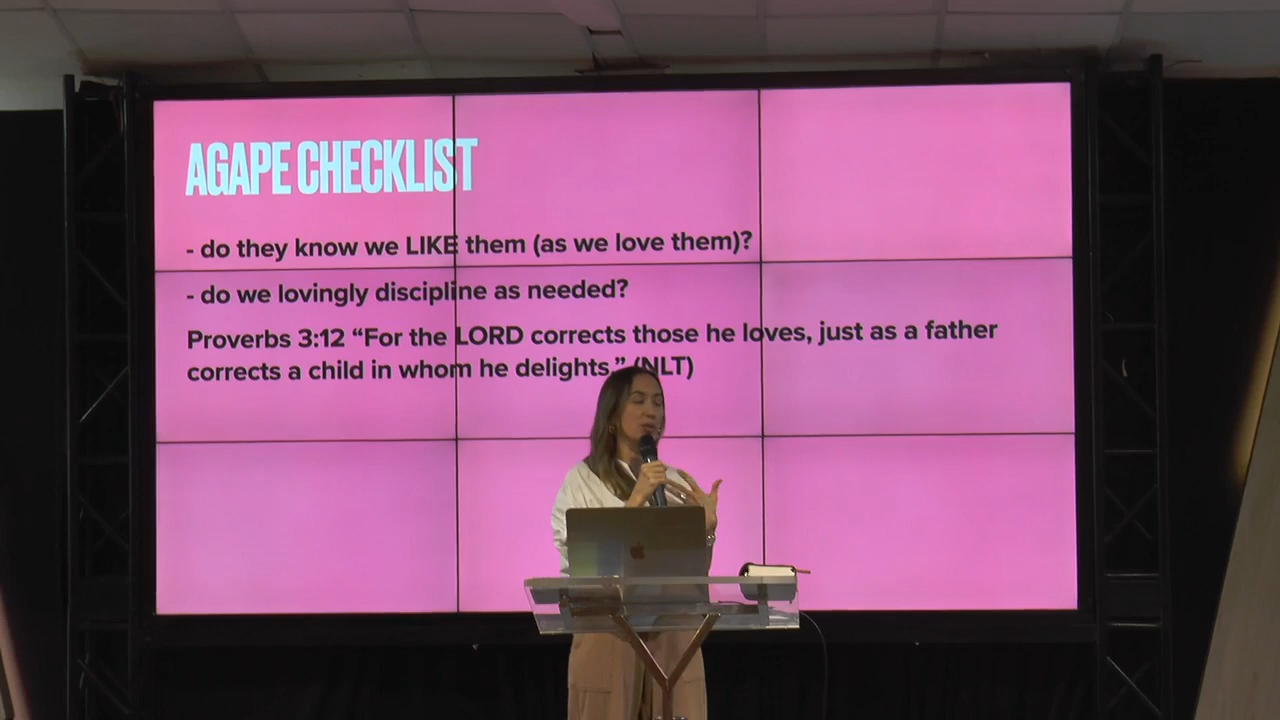 AGAPE CHECKLIST
- do they know we LIKE them (as we love them)?
- do we lovingly discipline as needed?
Proverbs 3:12 “For the LORD corrects those he loves, just as a father
corrects a child in whom he delights.” (NLT)